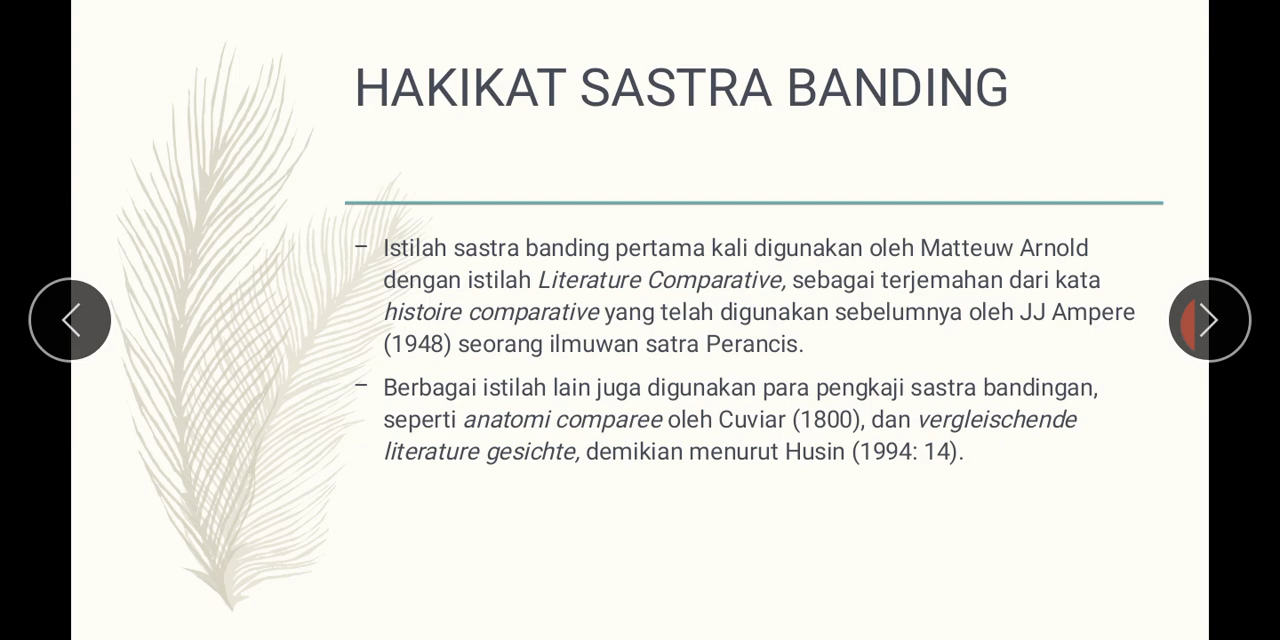 HAKIKAT SASTRA BANDING
– Istilah sastra banding pertama kali digunakan oleh Matteuw Arnold
dengan istilah Literature Comparative, sebagai terjemahan dari kata
histoire comparative yang telah digunakan sebelumnya oleh JJ Ampere
(1948) seorang ilmuwan satra Perancis.
– Berbagai istilah lain juga digunakan para pengkaji sastra bandingan,
seperti anatomi comparee oleh Cuviar (1800), dan vergleischende
literature gesichte, demikian menurut Husin (1994: 14).